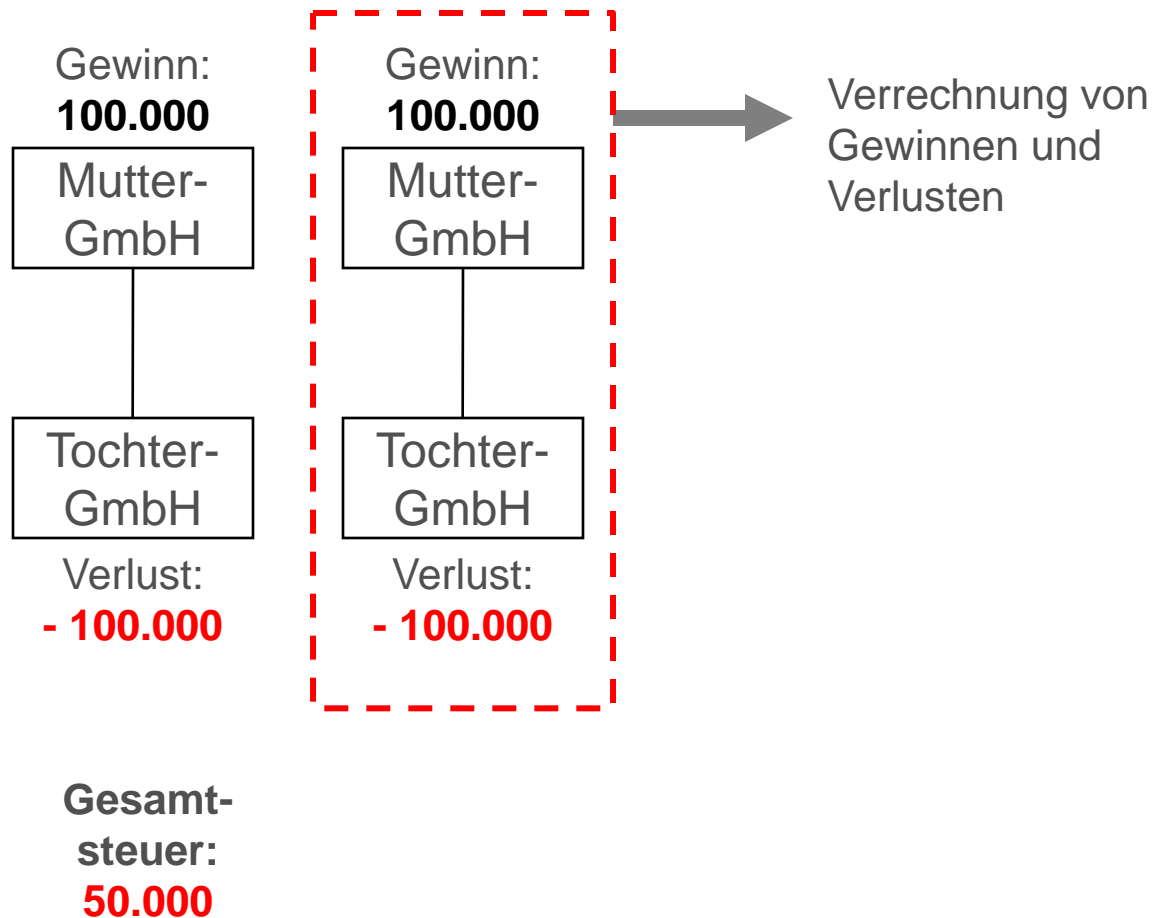 Gewinn:
100.000
Mutter-
GmbH
Tochter-
GmbH
Verlust:
- 100.000
Gesamt-
steuer:
50.000
Gewinn:
100.000
Mutter-
GmbH
Tochter-
GmbH
Verlust:
- 100.000
Verrechnung von
Gewinnen und
Verlusten